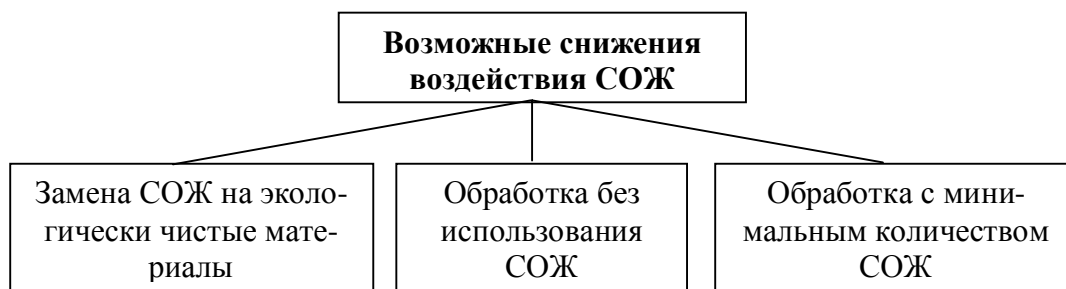 Возможные снижения
воздействия СОЖ
Замена СОЖ на эколо-
гически чистые мате-
риалы
Обработка без
использования
СОЖ
Обработка с мини-
мальным количеством
СОЖ